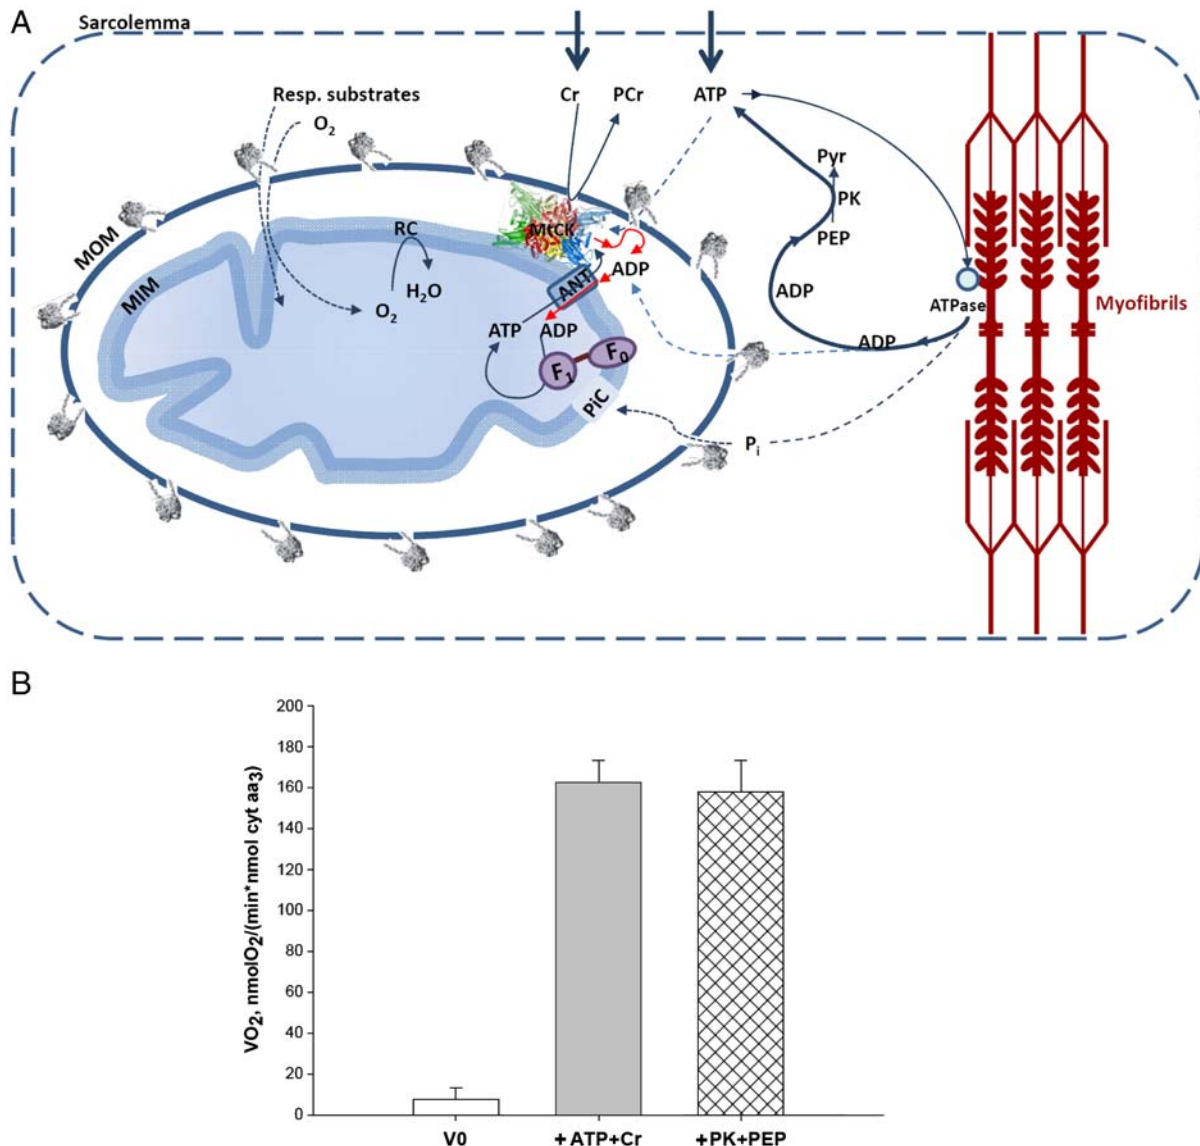 A
Sarcolemma
Cr
PCr
ATP
Resp. substrates
O2
Pyr
PK
PEP
MOM
MIM
RC
MtCK
O2
H2O
ANT
ADP
ADP
ATPase
Myofibrils
ATP
ADP
ADP
F1
F0
PiC
Pi
B
VO2, nmolO2/(min*nmol cyt aa3)
200
180
160
140
120
100
80
60
40
20
0
V0
+ATP+Cr
+PK+PEP